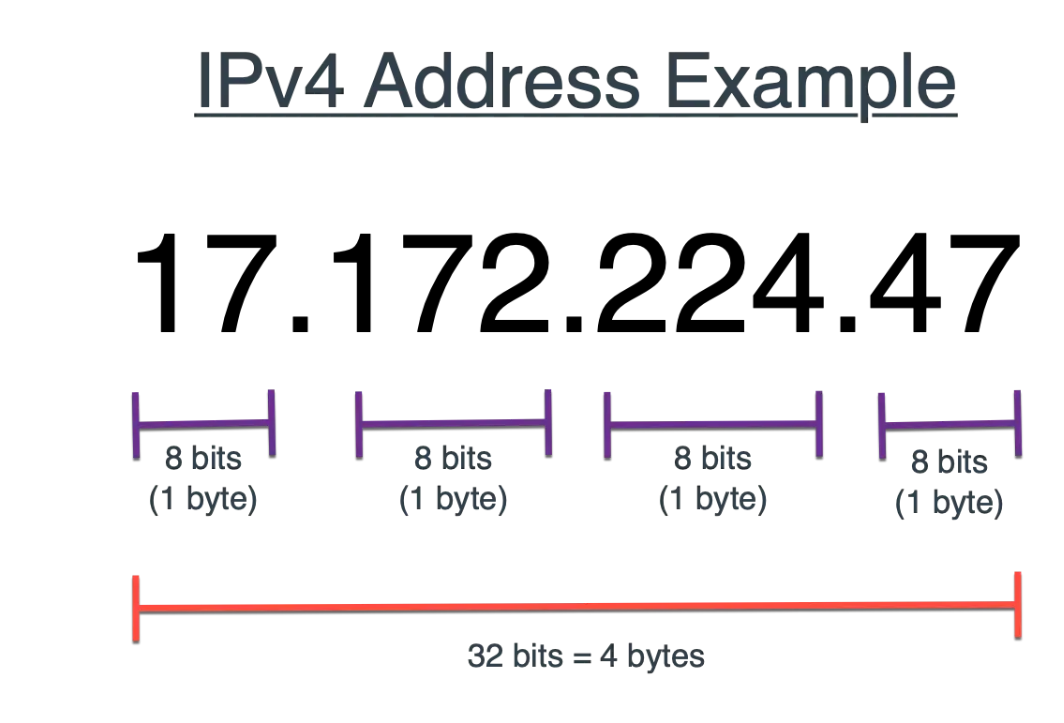 IPv4 Address Example
17.172.224.47
8 bits 8 bits 8 bits 8 bits
(1 byte) (1 byte) (1 byte) (1 byte)
32 bits = 4 bytes